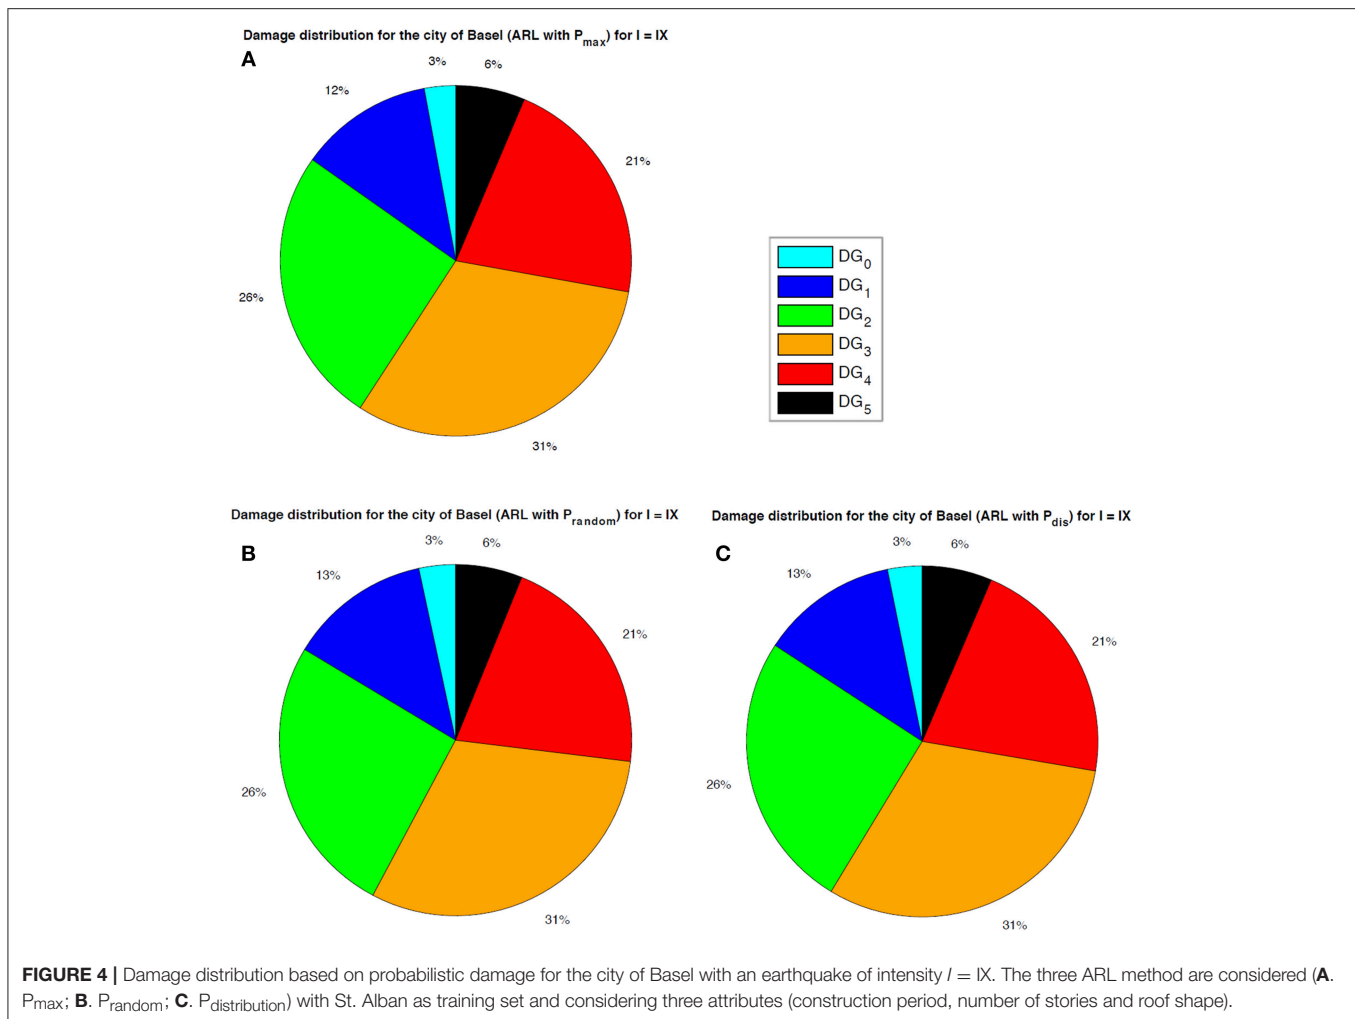 Damage distribution for the city of Basel (ARL with Pmax) for I = IX
A
3%
6%
12%
21%
26%
31%
DG0
DG1
DG2
DG3
DG4
DG5
Damage distribution for the city of Basel (ARL with Prandom) for I = IX
B
3%
6%
13%
21%
26%
31%
Damage distribution for the city of Basel (ARL with Pdis) for I = IX
C
3%
6%
13%
21%
26%
31%
FIGURE 4 | Damage distribution based on probabilistic damage for the city of Basel with an earthquake of intensity I = IX. The three ARL method are considered (A.
Pmax; B. Prandom; C. Pdistribution) with St. Alban as training set and considering three attributes (construction period, number of stories and roof shape).